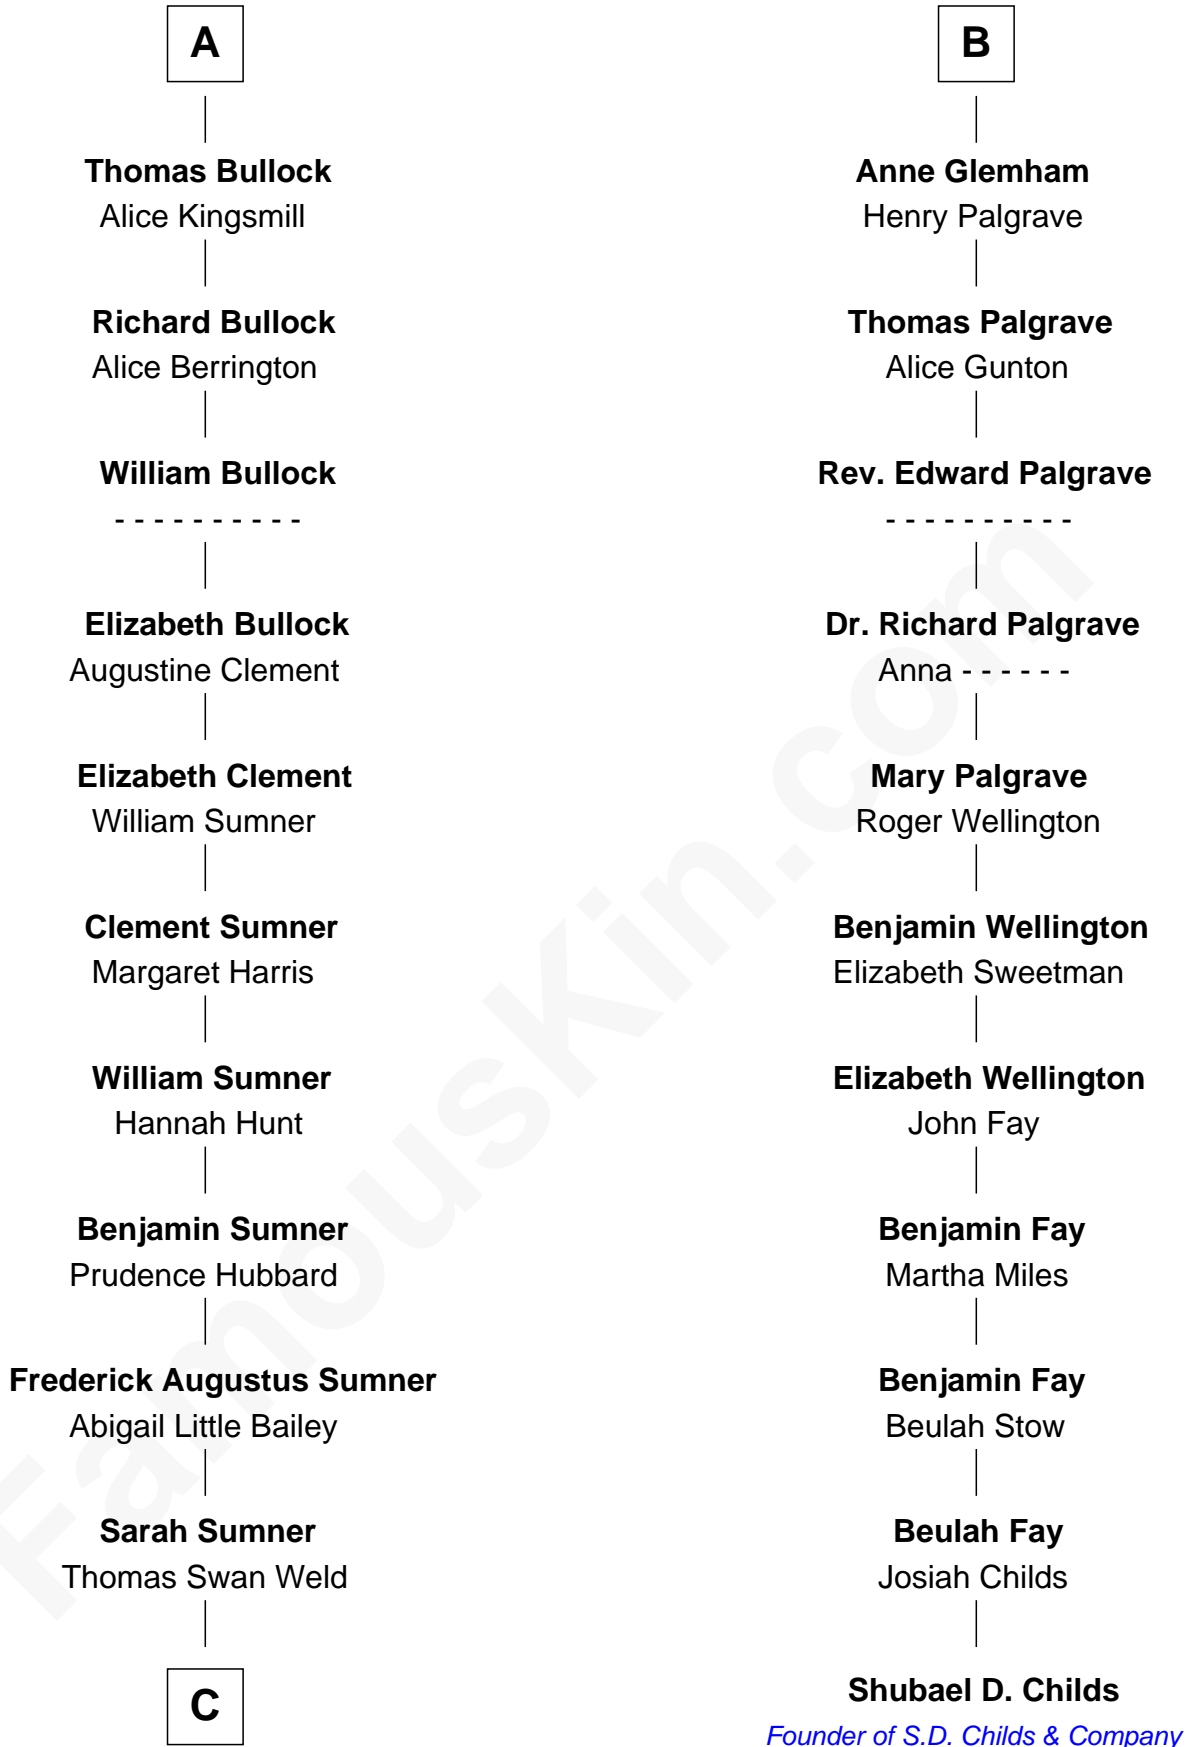 A
Thomas Bullock
Alice Kingsmill
Richard Bullock
Alice Berrington
William Bullock
- - - - - - - - - -
Elizabeth Bullock
Augustine Clement
Elizabeth Clement
William Sumner
Clement Sumner
Margaret Harris
William Sumner
Hannah Hunt
Benjamin Sumner
Prudence Hubbard
Frederick Augustus Sumner
Abigail Little Bailey
Sarah Sumner
Thomas Swan Weld
C
B
Anne Glemham
Henry Palgrave
Thomas Palgrave
Alice Gunton
Rev. Edward Palgrave
- - - - - - - - - -
Dr. Richard Palgrave
Anna - - - - - -
Mary Palgrave
Roger Wellington
Benjamin Wellington
Elizabeth Sweetman
Elizabeth Wellington
John Fay
Benjamin Fay
Martha Miles
Benjamin Fay
Beulah Stow
Beulah Fay
Josiah Childs
Shubael D. Childs
Founder of S.D. Childs & Company
FamousKin.com